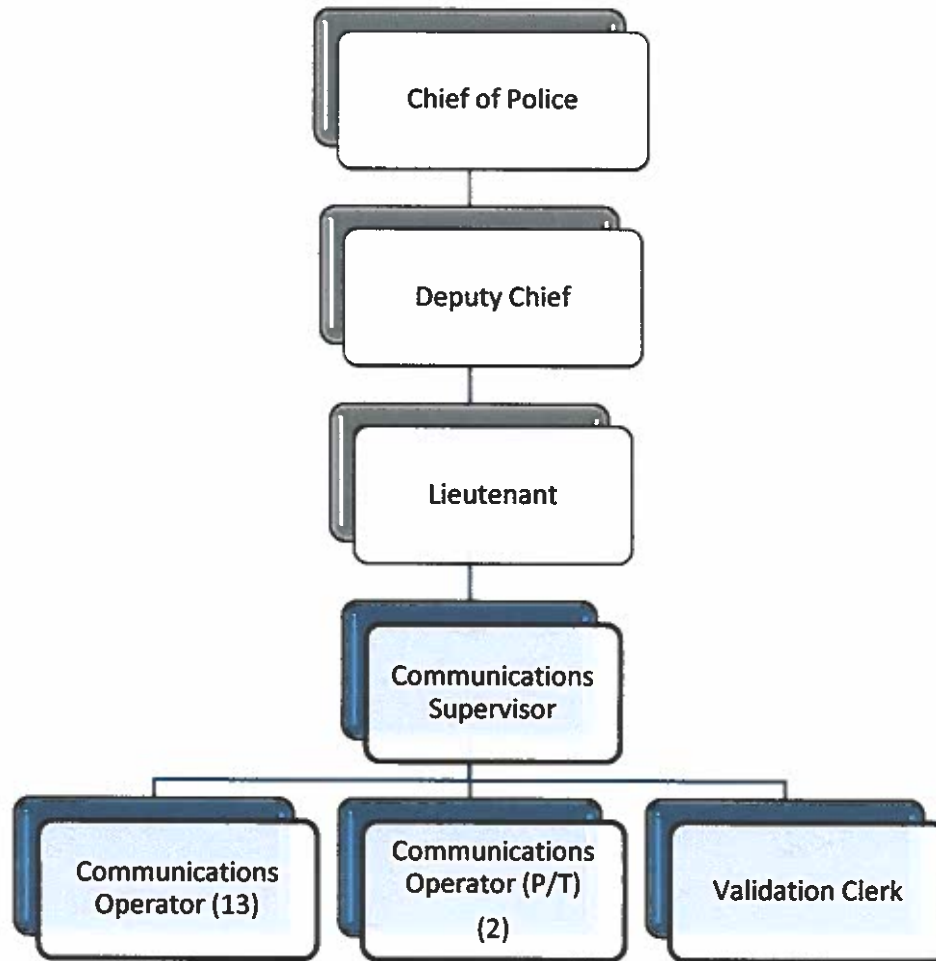 Chief of Police
Deputy Chief
Lieutenant
Communications
Supervisor
Communications
Operator (13)
Communications
Operator (P/T)
(2)
Validation Clerk